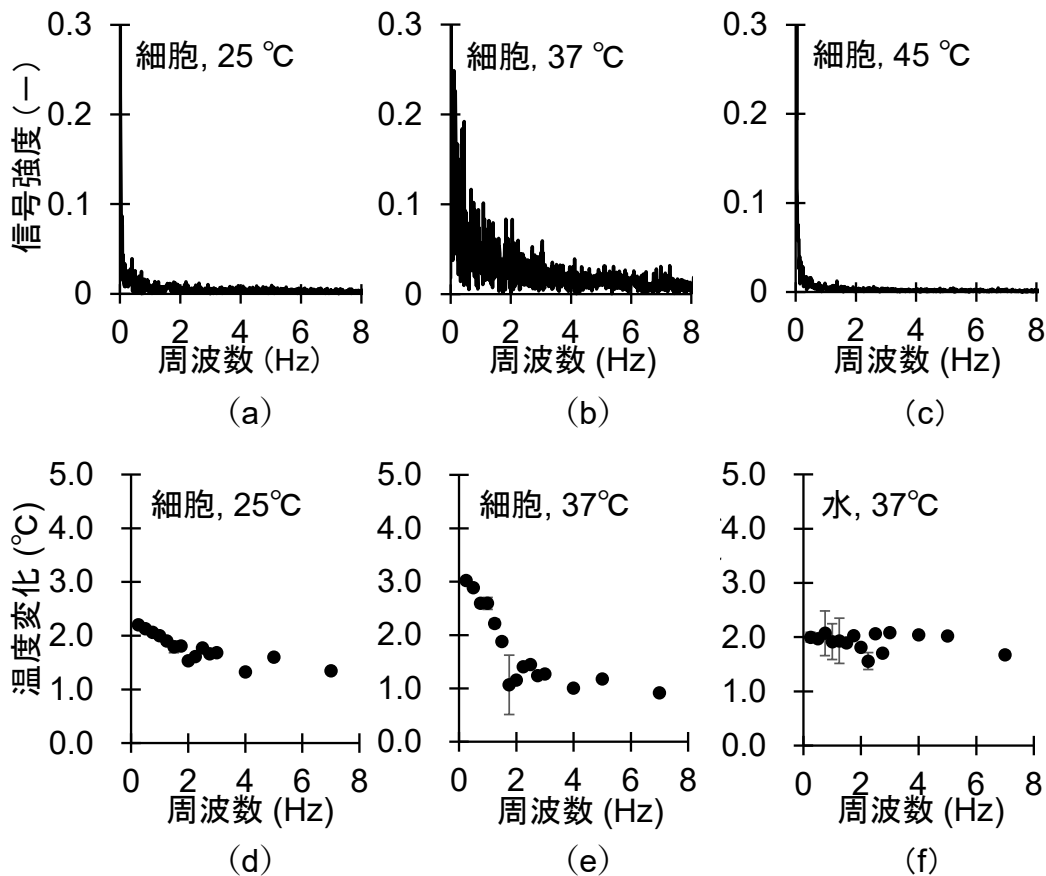 信号強度 (ー)
0.3
0.2
0.1
0
細胞, 25 ℃
0 2 4 6 8
周波数 (Hz)
(a)
0.3
0.2
0.1
0
細胞, 37 ℃
0 2 4 6 8
周波数 (Hz)
(b)
0.3
0.2
0.1
0
細胞, 45 ℃
0 2 4 6 8
周波数 (Hz)
(c)
温度変化 (℃)
5.0
4.0
3.0
2.0
1.0
0.0
細胞, 25℃
0 2 4 6 8
周波数 (Hz)
(d)
5.0
4.0
3.0
2.0
1.0
0.0
細胞, 37℃
0 2 4 6 8
周波数 (Hz)
(e)
5.0
4.0
3.0
2.0
1.0
0.0
水, 37℃
0 2 4 6 8
周波数 (Hz)
(f)